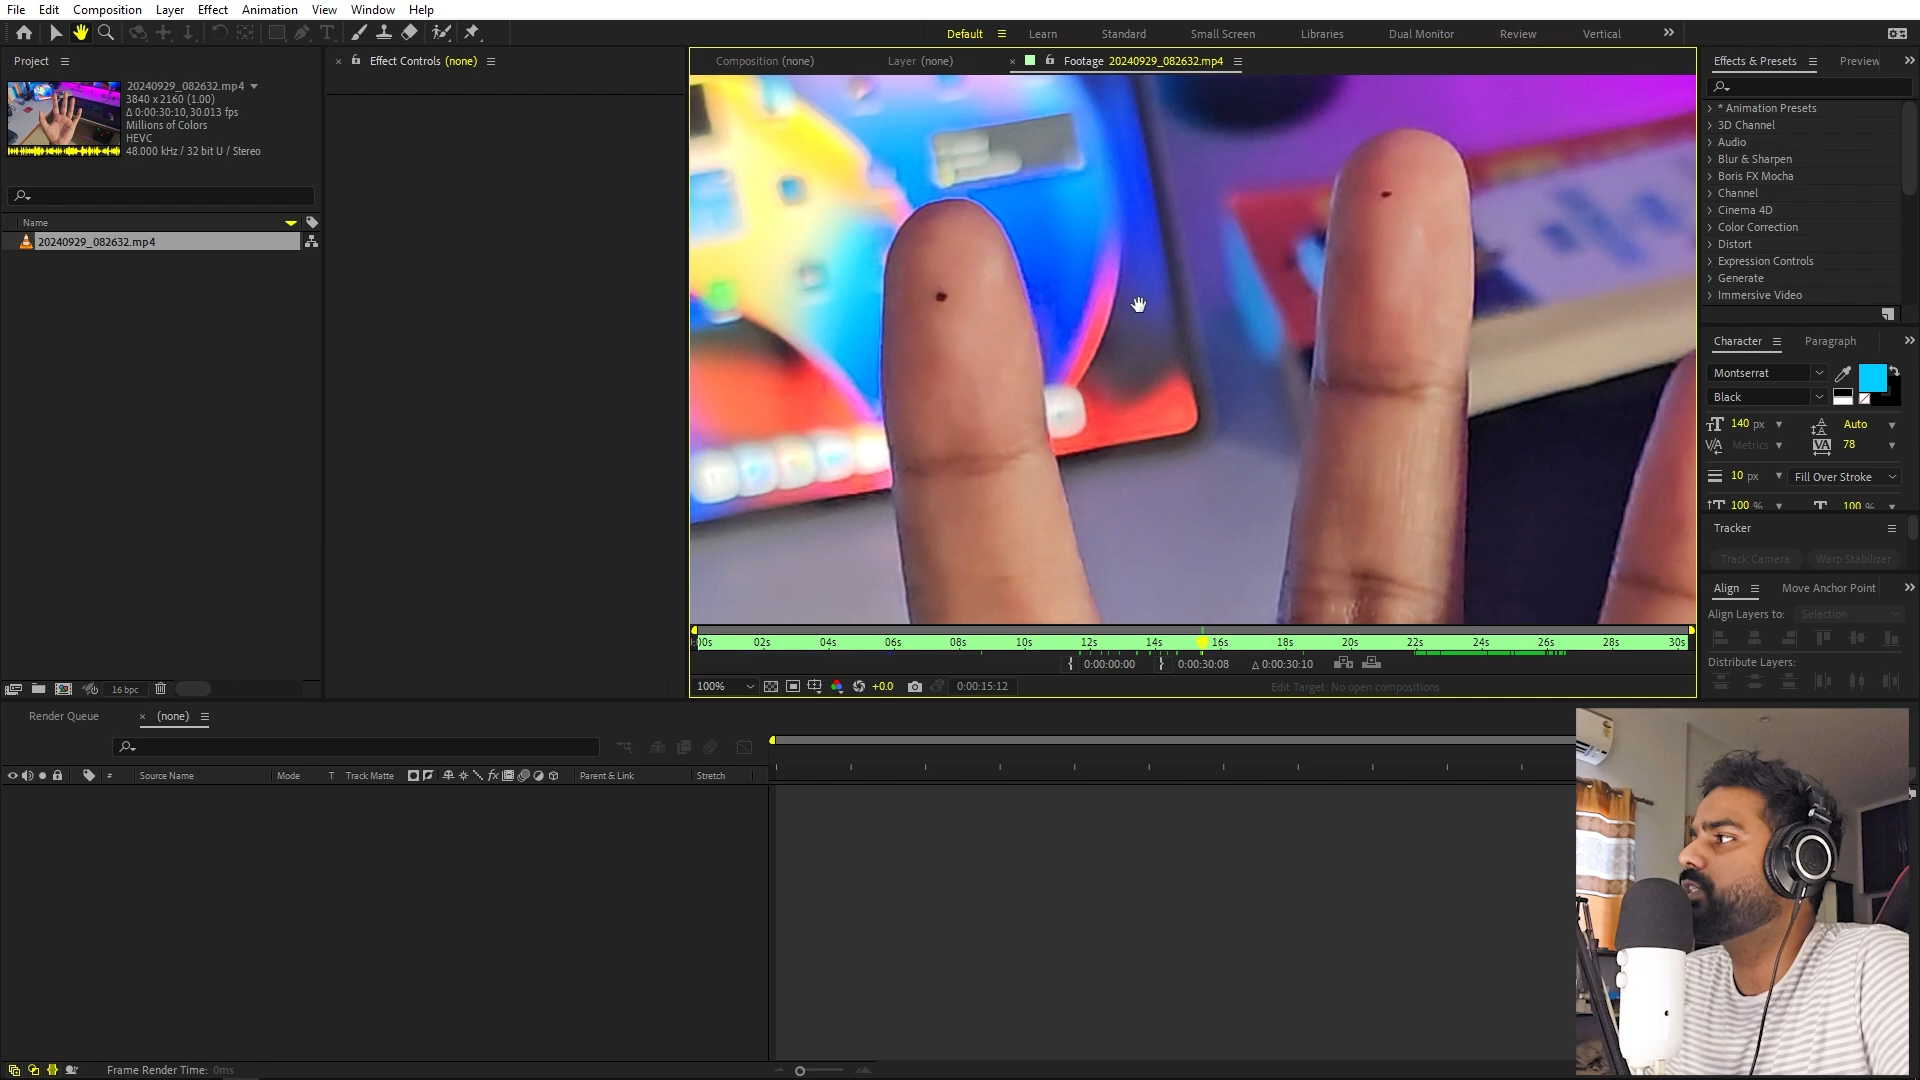 File Edit Composition Layer Effect Animation View Window Help
Default Learn Standard Small Screen Libraries Dual Monitor Review Vertical
Project
20240929_082632.mp4
3840 x 2160 (1.00)
Δ 0:00:30:10, 30.013 fps
Millions of Colors
HEVC
48.000 kHz / 32 bit U / Stereo
Name
20240929_082632.mp4
16 bpc
Effect Controls (none)
Composition (none) Layer (none) Footage 20240929_082632.mp4
:00s 02s 04s 06s 08s 10s 12s 14s 16s 18s 20s 22s 24s 26s 28s 30s
0:00:00:00 0:00:30:08 Δ 0:00:30:10
100% +0.0 0:00:15:12 Edit Target: No open compositions
Effects & Presets Preview
* Animation Presets
3D Channel
Audio
Blur & Sharpen
Boris FX Mocha
Channel
Cinema 4D
Color Correction
Distort
Expression Controls
Generate
Immersive Video
Character Paragraph
Montserrat
Black
140 px Auto
Metrics 78
10 px Fill Over Stroke
100 % 100 %
Tracker
Track Camera Warp Stabilizer
Align Move Anchor Point
Align Layers to: Selection
Distribute Layers:
Render Queue (none)
# Source Name Mode T Track Matte fx Parent & Link Stretch
Frame Render Time: 0ms